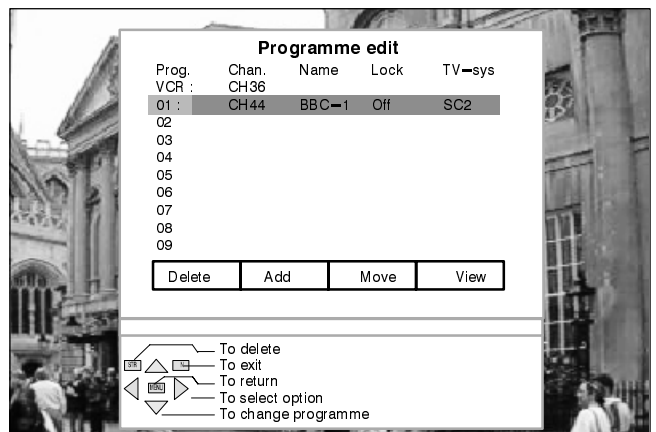 Programme edit
Prog. Chan. Name Lock TV-sys
VCR : CH36
01 : CH44 BBC-1 Off SC2
02
03
04
05
06
07
08
09
Delete Add Move View
To delete
STR To exit
MENU To return
To select option
To change programme